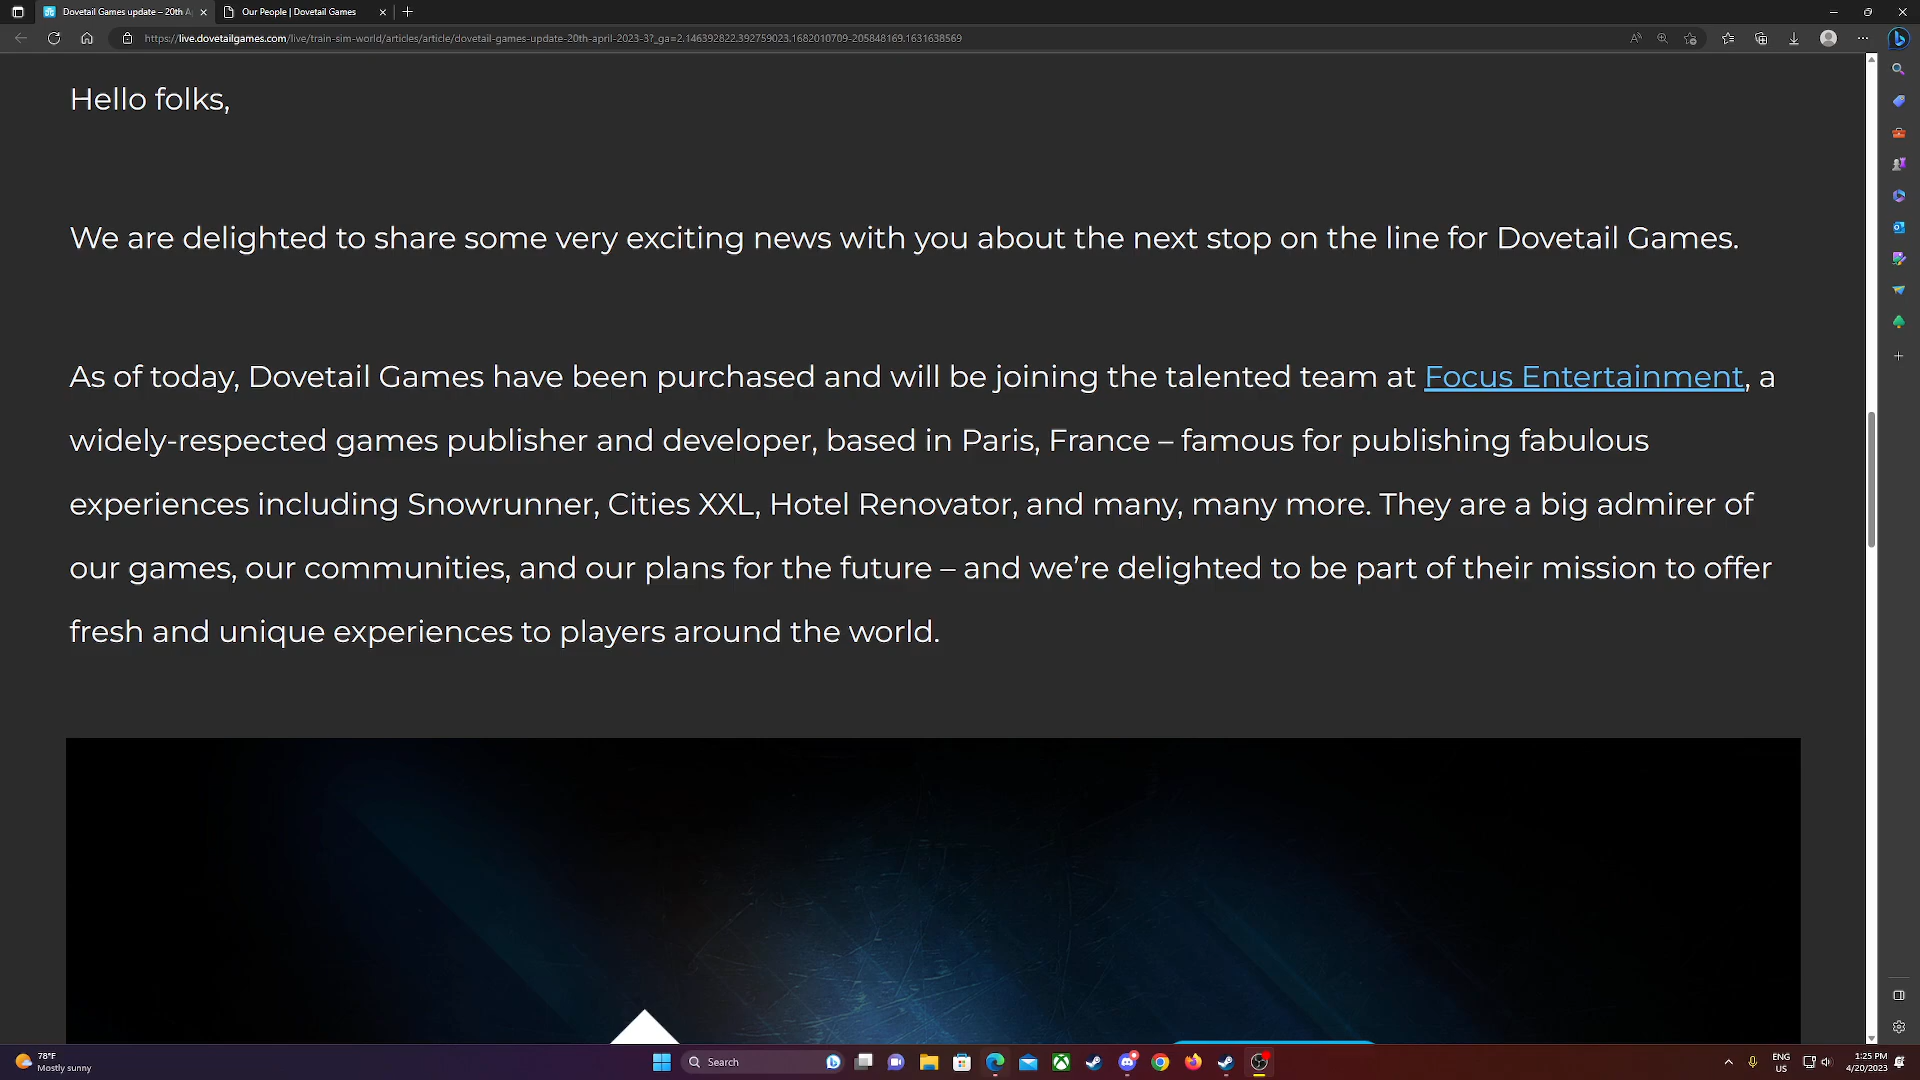 Dovetail Games update – 20th A
Our People | Dovetail Games
https://live.dovetailgames.com/live/train-sim-world/articles/article/dovetail-games-update-20th-april-2023-3?_ga=2.146392822.392759023.1682010709-205848169.1631638569
Hello folks,
We are delighted to share some very exciting news with you about the next stop on the line for Dovetail Games.
As of today, Dovetail Games have been purchased and will be joining the talented team at Focus Entertainment, a
widely-respected games publisher and developer, based in Paris, France – famous for publishing fabulous
experiences including Snowrunner, Cities XXL, Hotel Renovator, and many, many more. They are a big admirer of
our games, our communities, and our plans for the future – and we’re delighted to be part of their mission to offer
fresh and unique experiences to players around the world.
78°F
Mostly sunny
Search
ENG
US
1:25 PM
4/20/2023